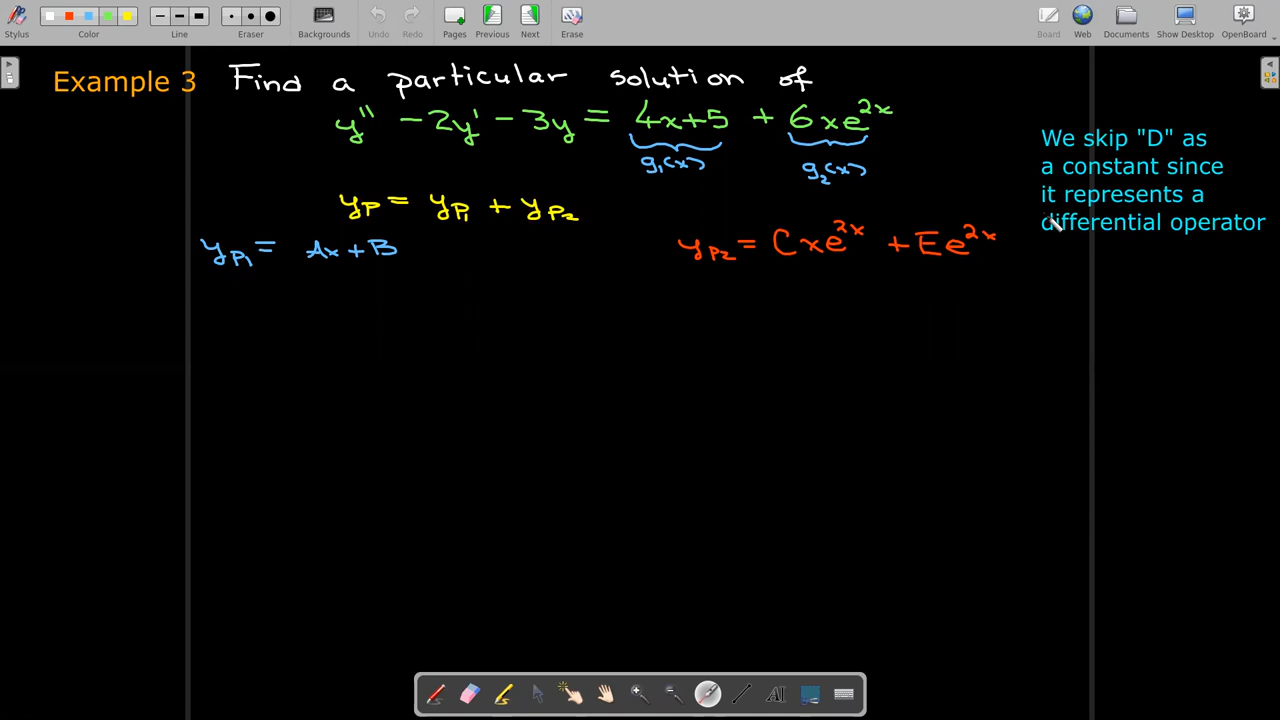 Stylus Color Line Eraser Backgrounds Undo Redo Pages Previous Next Erase Board Web Documents Show Desktop OpenBoard
Example 3 Find a particular solution of
y'' - 2y' - 3y = 4x+5 + 6xe^{2x}
g₁(x) g₂(x)
We skip "D" as
a constant since
it represents a
differential operator
yp = yp₁ + yp₂
yp₁ = Ax + B
yp₂ = Cxe^{2x} + Ee^{2x}
AI